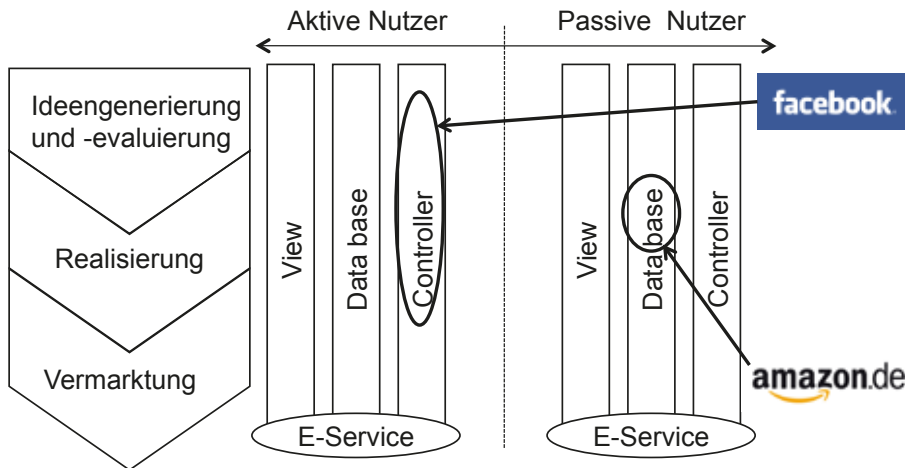 Aktive Nutzer
Passive Nutzer
Ideengenerierung
und -evaluierung
Realisierung
Vermarktung
View
Data base
Controller
E-Service
View
Data base
Controller
E-Service
facebook
amazon.de